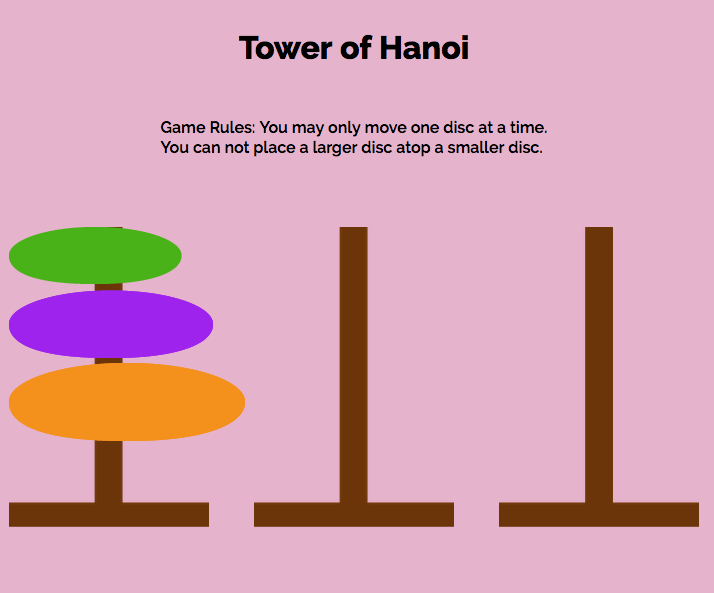 Tower of Hanoi
Game Rules: You may only move one disc at a time.
You can not place a larger disc atop a smaller disc.